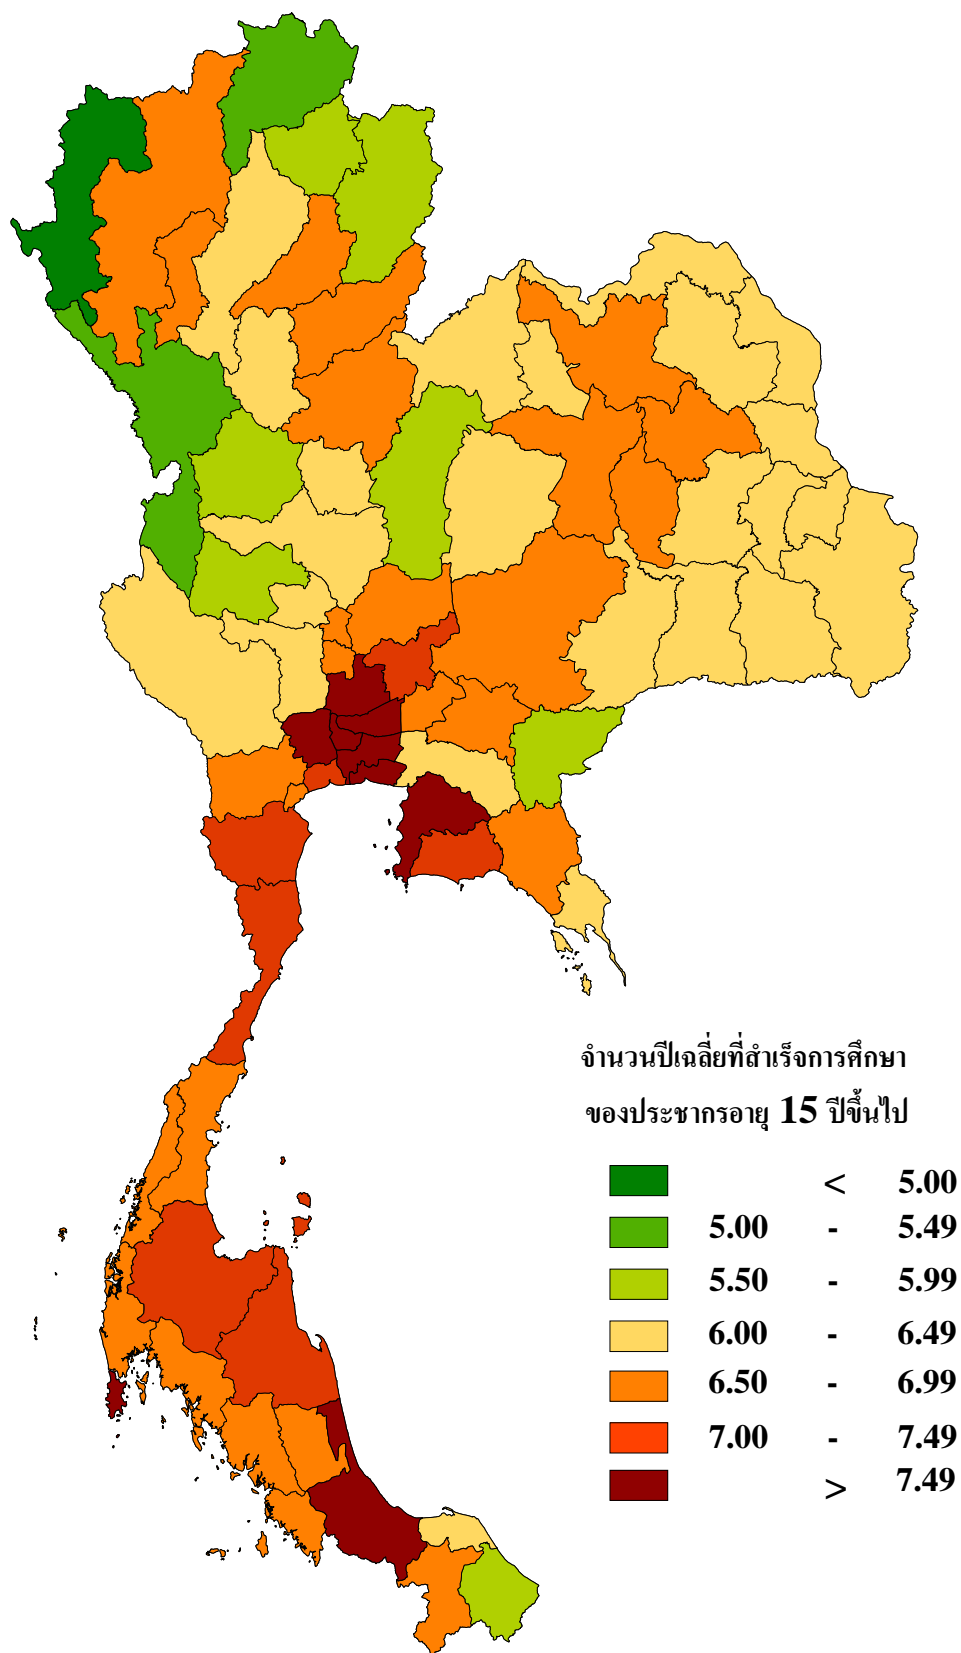 จำนวนปีเฉลี่ยที่สำเร็จการศึกษา
ของประชากรอายุ 15 ปีขึ้นไป
< 5.00
5.00 - 5.49
5.50 - 5.99
6.00 - 6.49
6.50 - 6.99
7.00 - 7.49
> 7.49